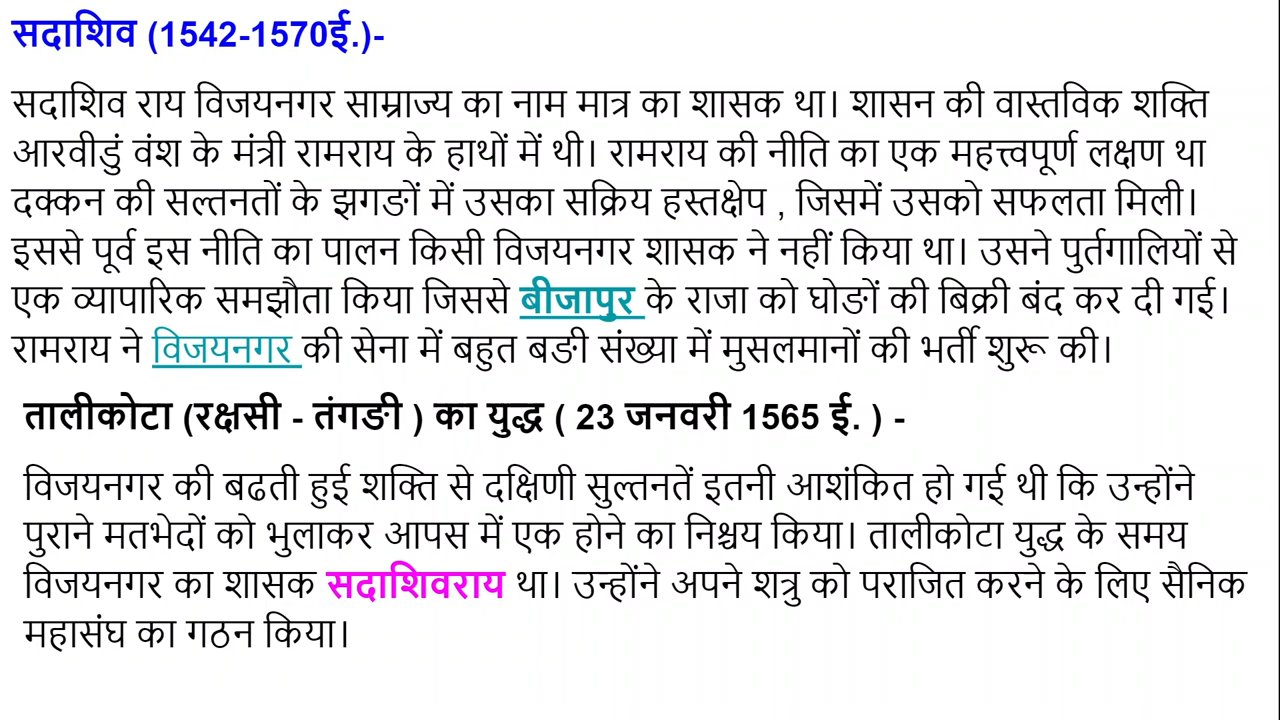 सदाशिव (1542-1570ई.)-
सदाशिव राय विजयनगर साम्राज्य का नाम मात्र का शासक था। शासन की वास्तविक शक्ति
आरवीडुं वंश के मंत्री रामराय के हाथों में थी। रामराय की नीति का एक महत्त्वपूर्ण लक्षण था
दक्कन की सल्तनतों के झगङों में उसका सक्रिय हस्तक्षेप , जिसमें उसको सफलता मिली।
इससे पूर्व इस नीति का पालन किसी विजयनगर शासक ने नहीं किया था। उसने पुर्तगालियों से
एक व्यापारिक समझौता किया जिससे बीजापुर के राजा को घोङों की बिक्री बंद कर दी गई।
रामराय ने विजयनगर की सेना में बहुत बङी संख्या में मुसलमानों की भर्ती शुरू की।
तालीकोटा (रक्षसी - तंगङी ) का युद्ध ( 23 जनवरी 1565 ई. ) -
विजयनगर की बढती हुई शक्ति से दक्षिणी सुल्तनतें इतनी आशंकित हो गई थी कि उन्होंने
पुराने मतभेदों को भुलाकर आपस में एक होने का निश्चय किया। तालीकोटा युद्ध के समय
विजयनगर का शासक सदाशिवराय था। उन्होंने अपने शत्रु को पराजित करने के लिए सैनिक
महासंघ का गठन किया।